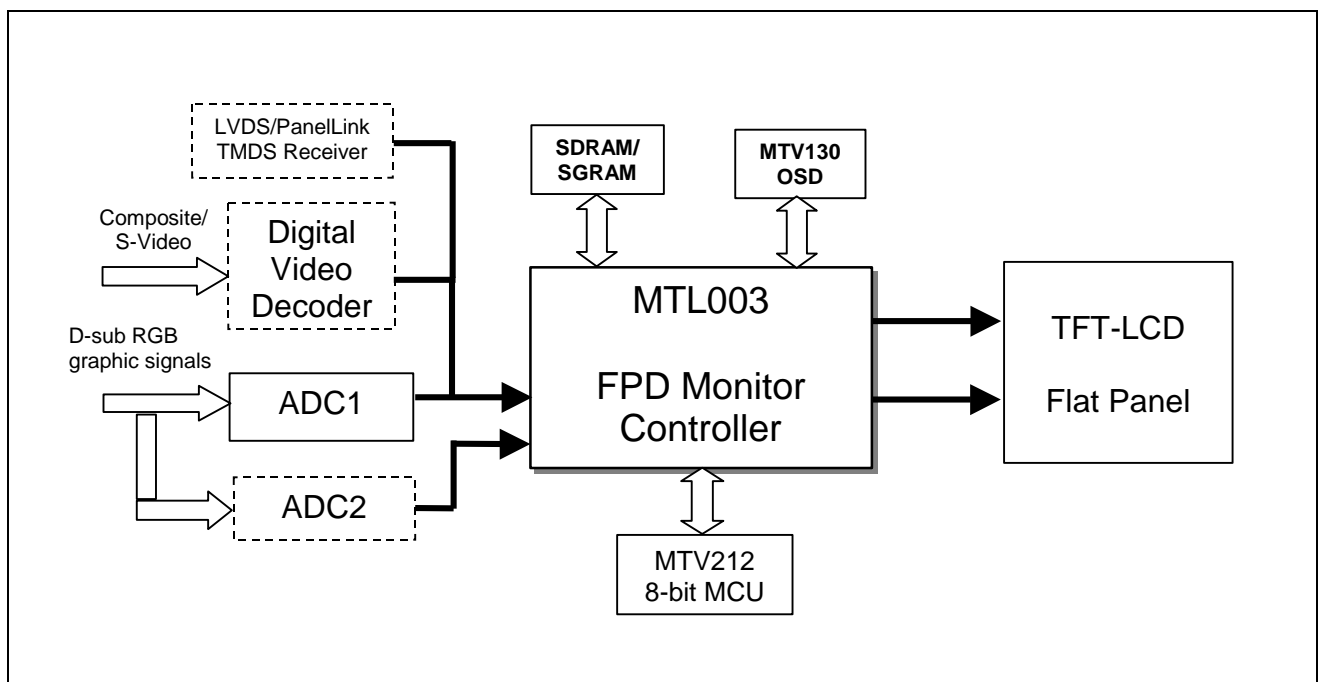 LVDS/PanelLink
TMDS Receiver
SDRAM/
SGRAM
MTV130
OSD
Composite/
S-Video
Digital
Video
Decoder
MTL003
FPD Monitor
Controller
TFT-LCD
Flat Panel
D-sub RGB
graphic signals
ADC1
ADC2
MTV212
8-bit MCU